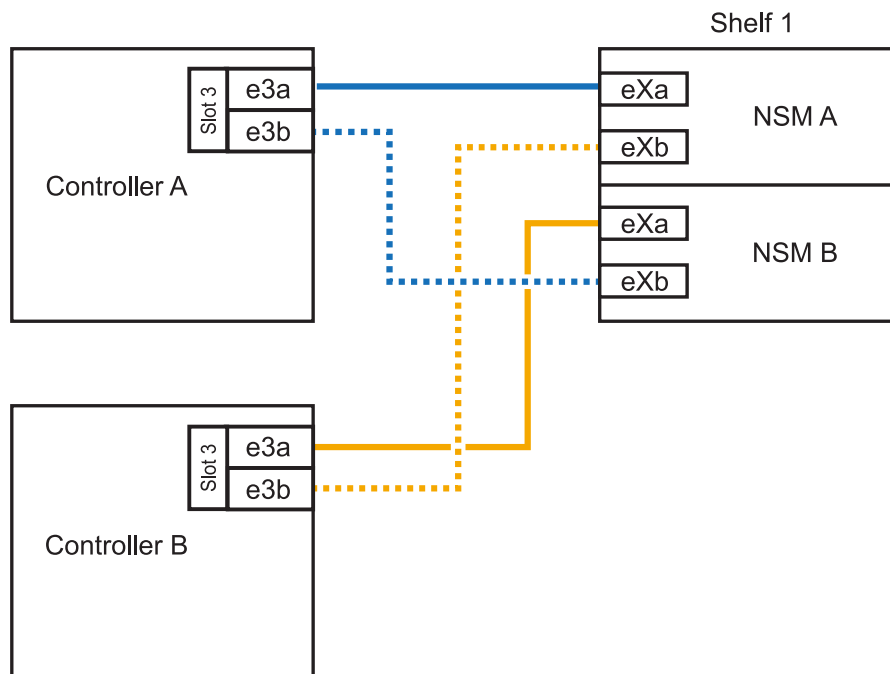 Shelf 1
Slot 3
e3a
e3b
Controller A
eXa
eXb
NSM A
eXa
eXb
NSM B
Slot 3
e3a
e3b
Controller B